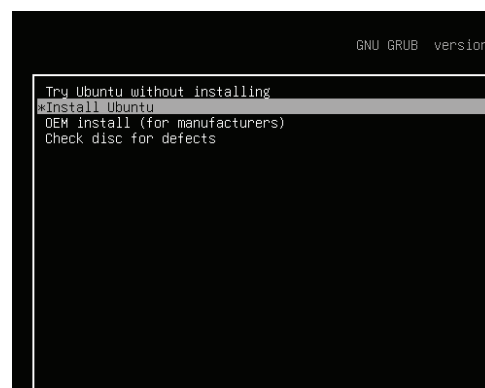 GNU GRUB version
Try Ubuntu without installing
*Install Ubuntu
OEM install (for manufacturers)
Check disc for defects